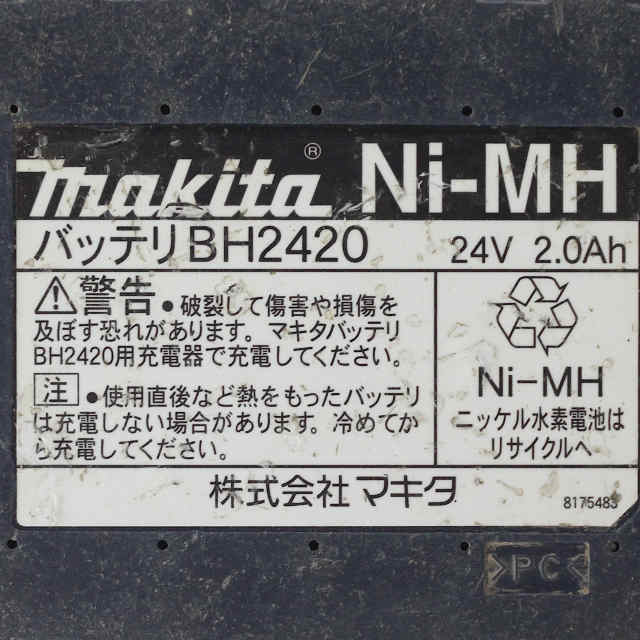 makita® Ni-MH
バッテリBH2420 24V 2.0Ah
⚠警告 ●破裂して傷害や損傷を
及ぼす恐れがあります。マキタバッテリ
BH2420用充電器で充電してください。
注 ●使用直後など熱をもったバッテリ
は充電しない場合があります。冷めてか
ら充電してください。
Ni-MH
ニッケル水素電池は
リサイクルへ
株式会社マキタ
8175483
>PC<